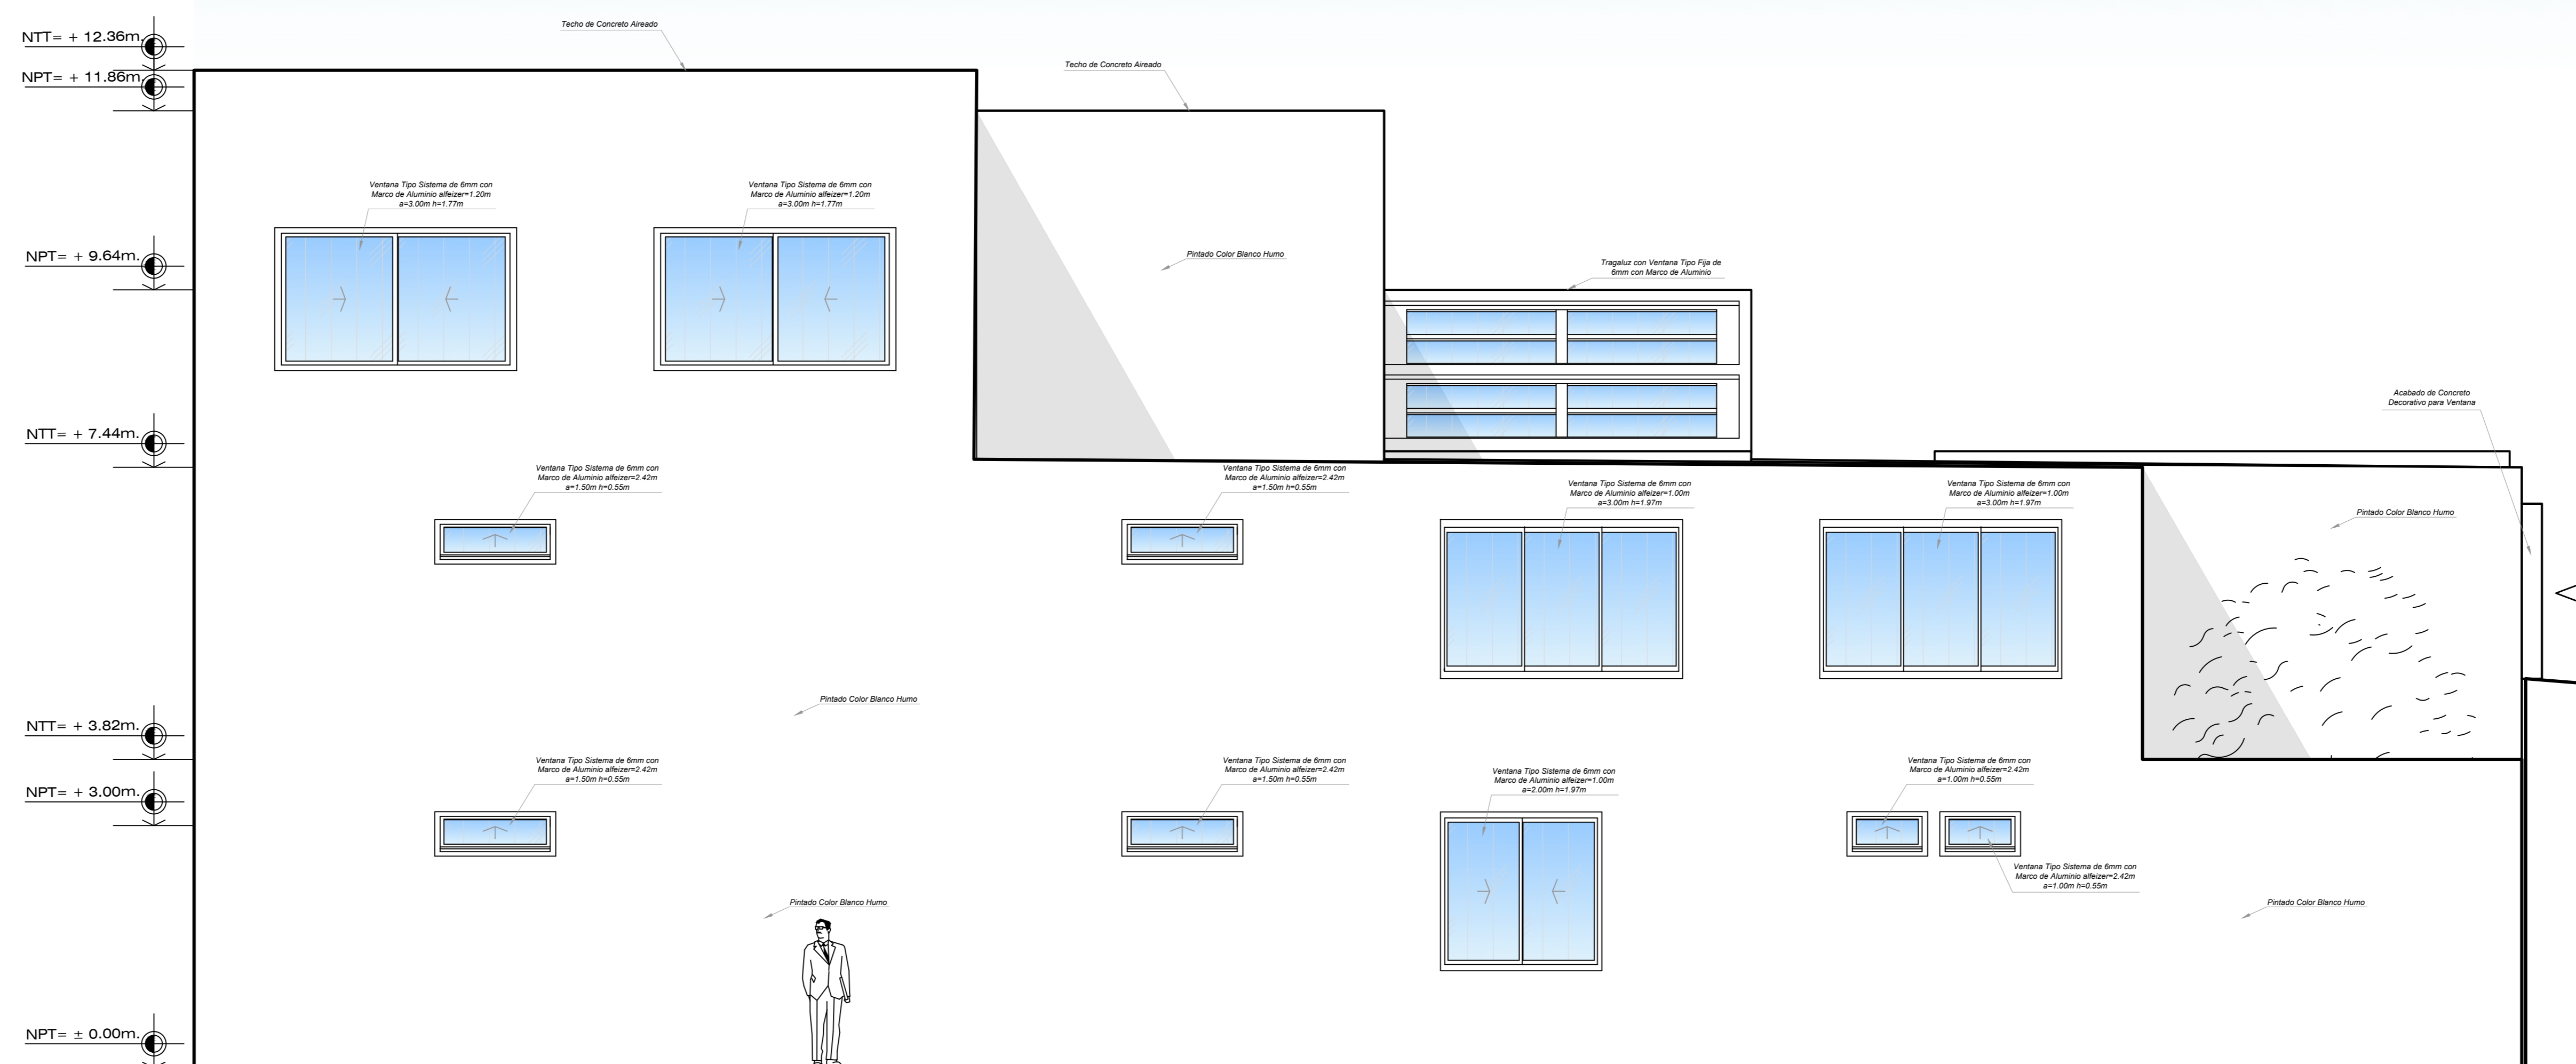 NTT= + 12.36m.
Techo de Concreto Aireado
NPT= + 11.86m.
Techo de Concreto Aireado
Ventana Tipo Sistema de 6mm con
Marco de Aluminio alfeizer=1.20m
a=3.00m h=1.77m
Ventana Tipo Sistema de 6mm con
Marco de Aluminio alfeizer=1.20m
a=3.00m h=1.77m
NPT= + 9.64m.
Pintado Color Blanco Humo
Tragaluz con Ventana Tipo Fija de
6mm con Marco de Aluminio
Acabado de Concreto
Decorativo para Ventana
NTT= + 7.44m.
Ventana Tipo Sistema de 6mm con
Marco de Aluminio alfeizer=2.42m
a=1.50m h=0.55m
Ventana Tipo Sistema de 6mm con
Marco de Aluminio alfeizer=2.42m
a=1.50m h=0.55m
Ventana Tipo Sistema de 6mm con
Marco de Aluminio alfeizer=1.00m
a=3.00m h=1.97m
Ventana Tipo Sistema de 6mm con
Marco de Aluminio alfeizer=1.00m
a=3.00m h=1.97m
Pintado Color Blanco Humo
Pintado Color Blanco Humo
NTT= + 3.82m.
Ventana Tipo Sistema de 6mm con
Marco de Aluminio alfeizer=2.42m
a=1.50m h=0.55m
Ventana Tipo Sistema de 6mm con
Marco de Aluminio alfeizer=2.42m
a=1.50m h=0.55m
Ventana Tipo Sistema de 6mm con
Marco de Aluminio alfeizer=1.00m
a=2.00m h=1.97m
Ventana Tipo Sistema de 6mm con
Marco de Aluminio alfeizer=2.42m
a=1.00m h=0.55m
NPT= + 3.00m.
Ventana Tipo Sistema de 6mm con
Marco de Aluminio alfeizer=2.42m
a=1.00m h=0.55m
Pintado Color Blanco Humo
Pintado Color Blanco Humo
NPT= ± 0.00m.